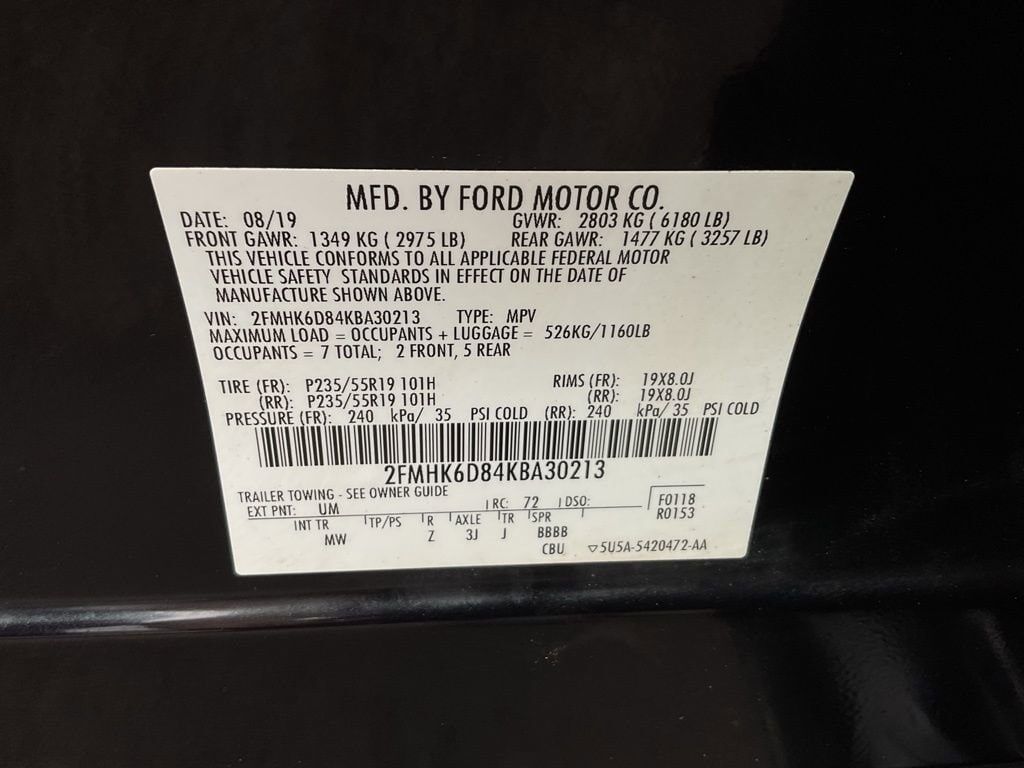 MFD. BY FORD MOTOR CO.
DATE: 08/19 GVWR: 2803 KG ( 6180 LB)
FRONT GAWR: 1349 KG ( 2975 LB) REAR GAWR: 1477 KG ( 3257 LB)
THIS VEHICLE CONFORMS TO ALL APPLICABLE FEDERAL MOTOR
VEHICLE SAFETY STANDARDS IN EFFECT ON THE DATE OF
MANUFACTURE SHOWN ABOVE.
VIN: 2FMHK6D84KBA30213 TYPE: MPV
MAXIMUM LOAD = OCCUPANTS + LUGGAGE = 526KG/1160LB
OCCUPANTS = 7 TOTAL; 2 FRONT, 5 REAR
TIRE (FR): P235/55R19 101H RIMS (FR): 19X8.0J
(RR): P235/55R19 101H (RR): 19X8.0J
PRESSURE (FR): 240 kPa/ 35 PSI COLD (RR): 240 kPa/ 35 PSI COLD
2FMHK6D84KBA30213
TRAILER TOWING - SEE OWNER GUIDE
EXT PNT: UM RC: 72 DSO: F0118
R0153
INT TR TP/PS R AXLE TR SPR
MW Z 3J J BBBB
CBU ▽5U5A-5420472-AA